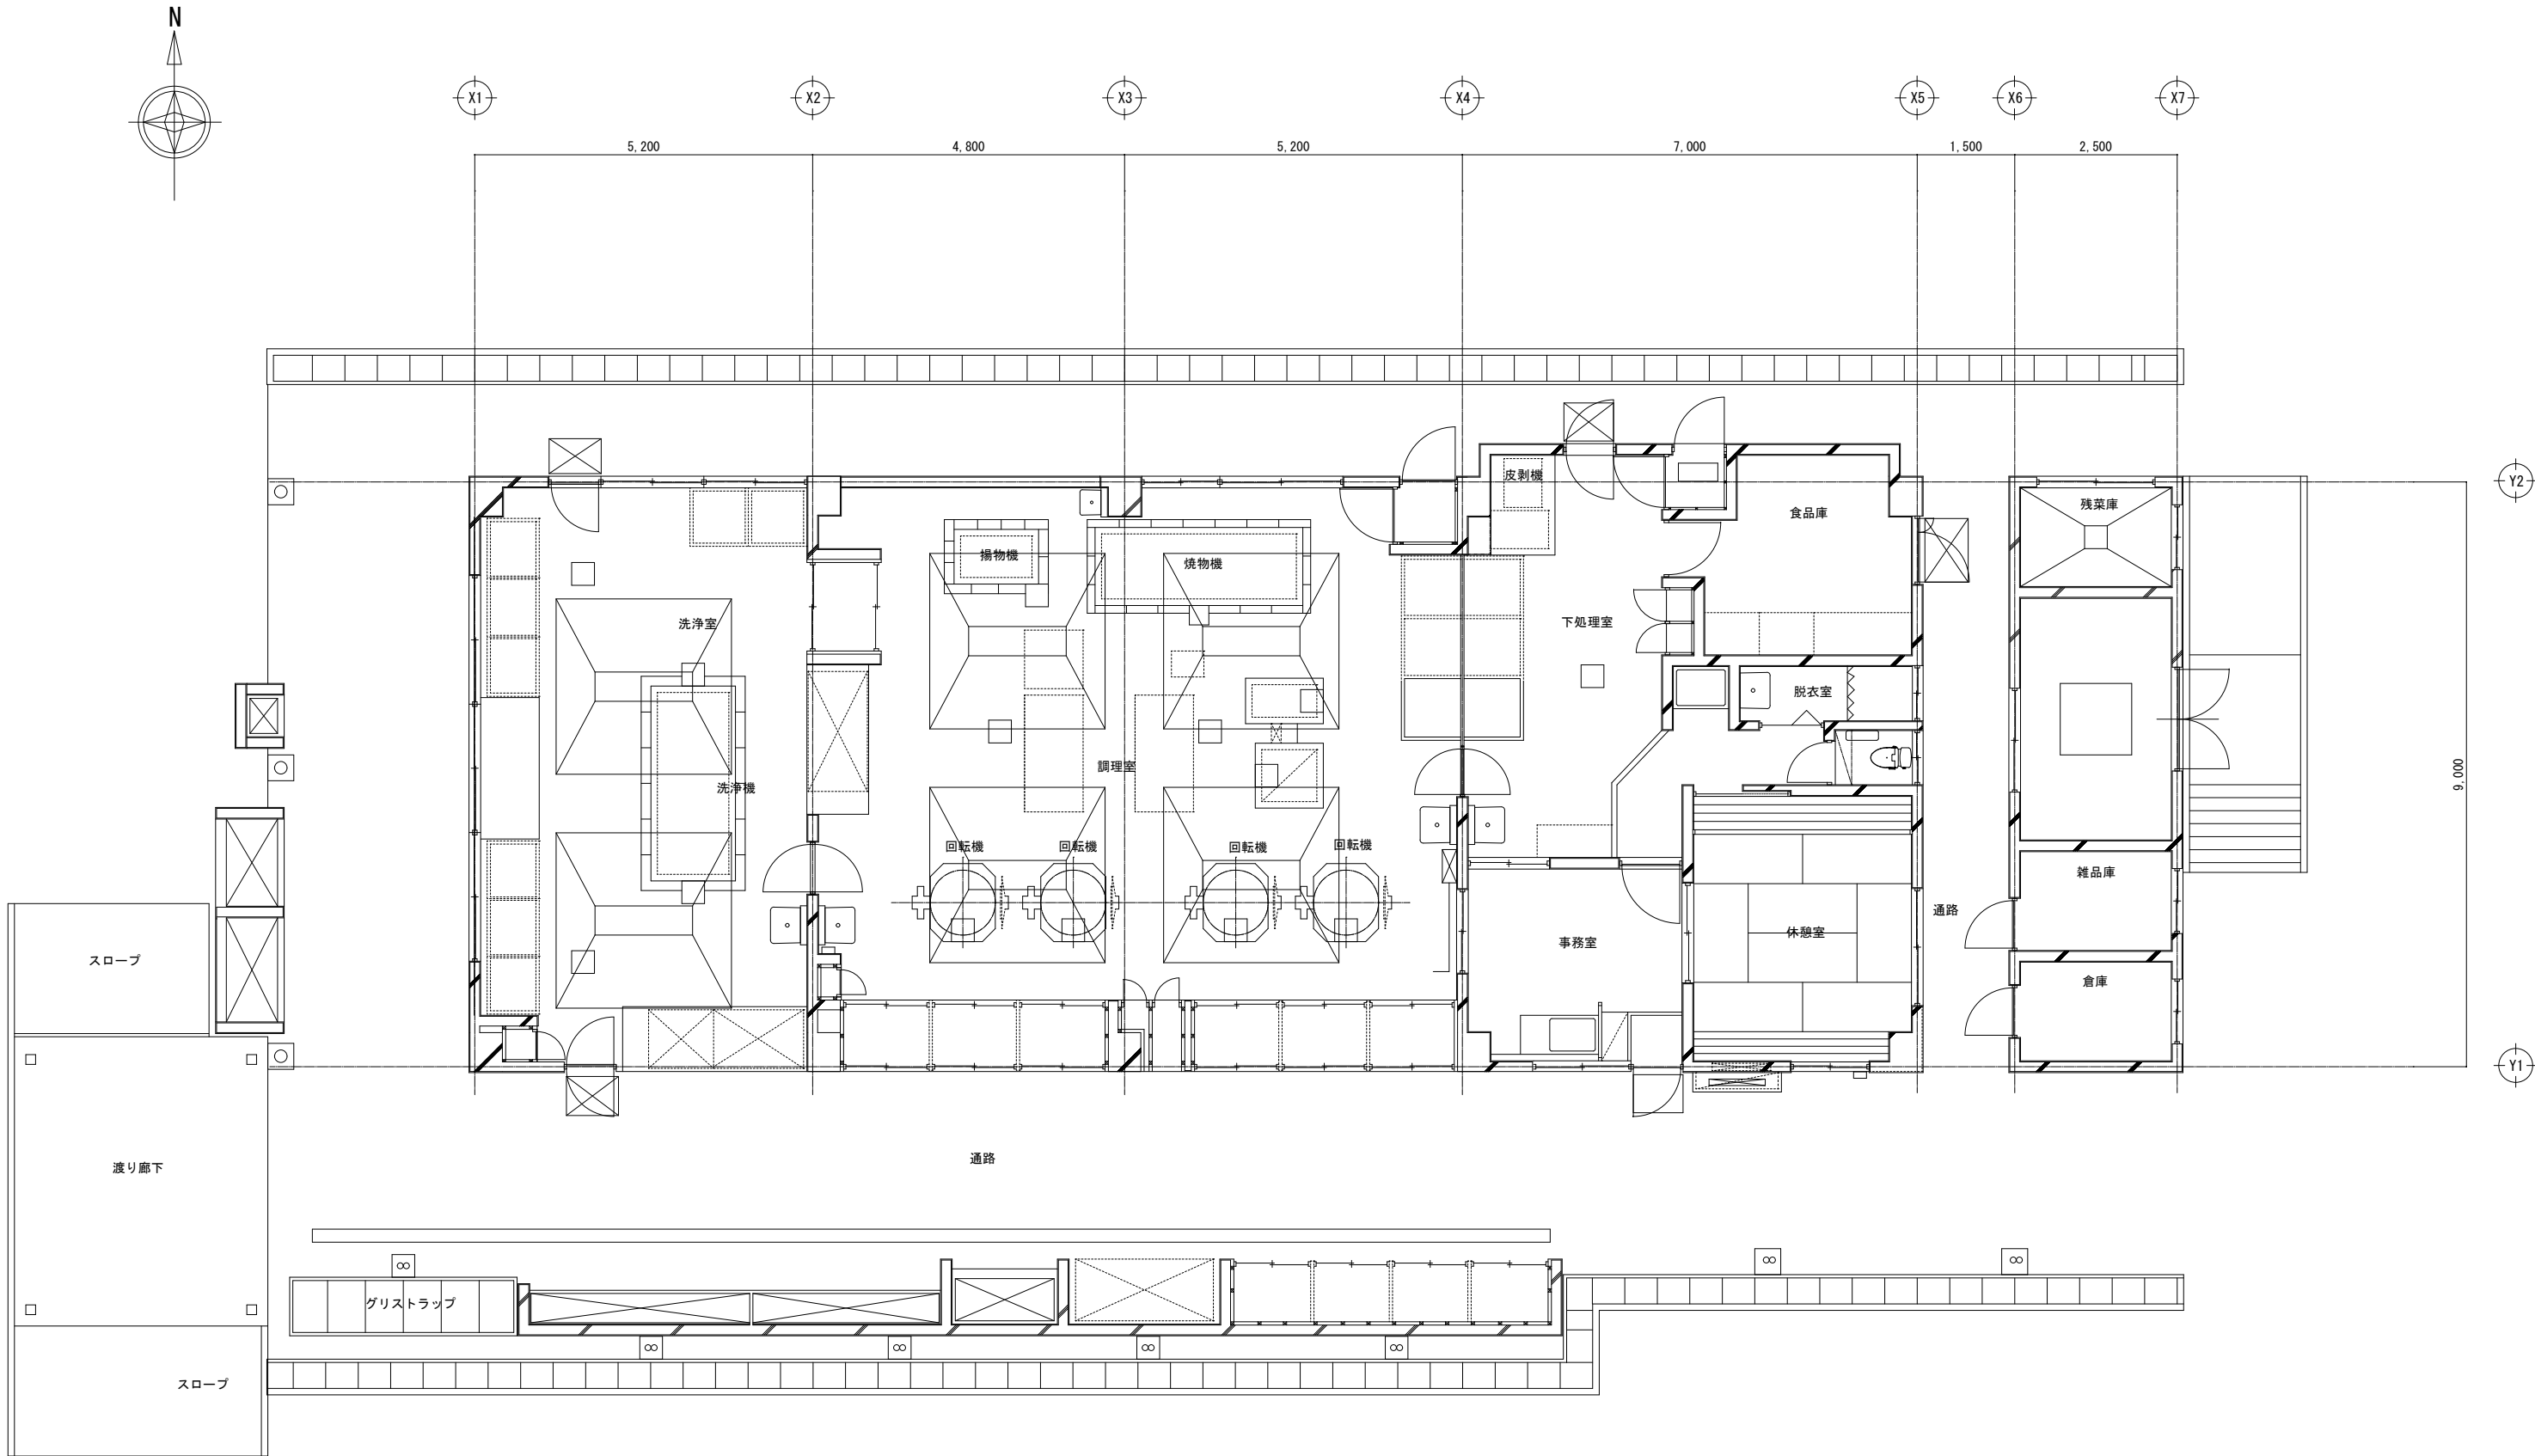 N
X1 X2 X3 X4 X5 X6 X7
5,200 4,800 5,200 7,000 1,500 2,500
Y2
皮剥機
残菜庫
食品庫
揚物機
焼物機
洗浄室
下処理室
脱衣室
調理室
9,000
洗浄機
回転機 回転機 回転機 回転機
雑品庫
通路
休憩室
事務室
スロープ
倉庫
Y1
渡り廊下
通路
グリストラップ
スロープ